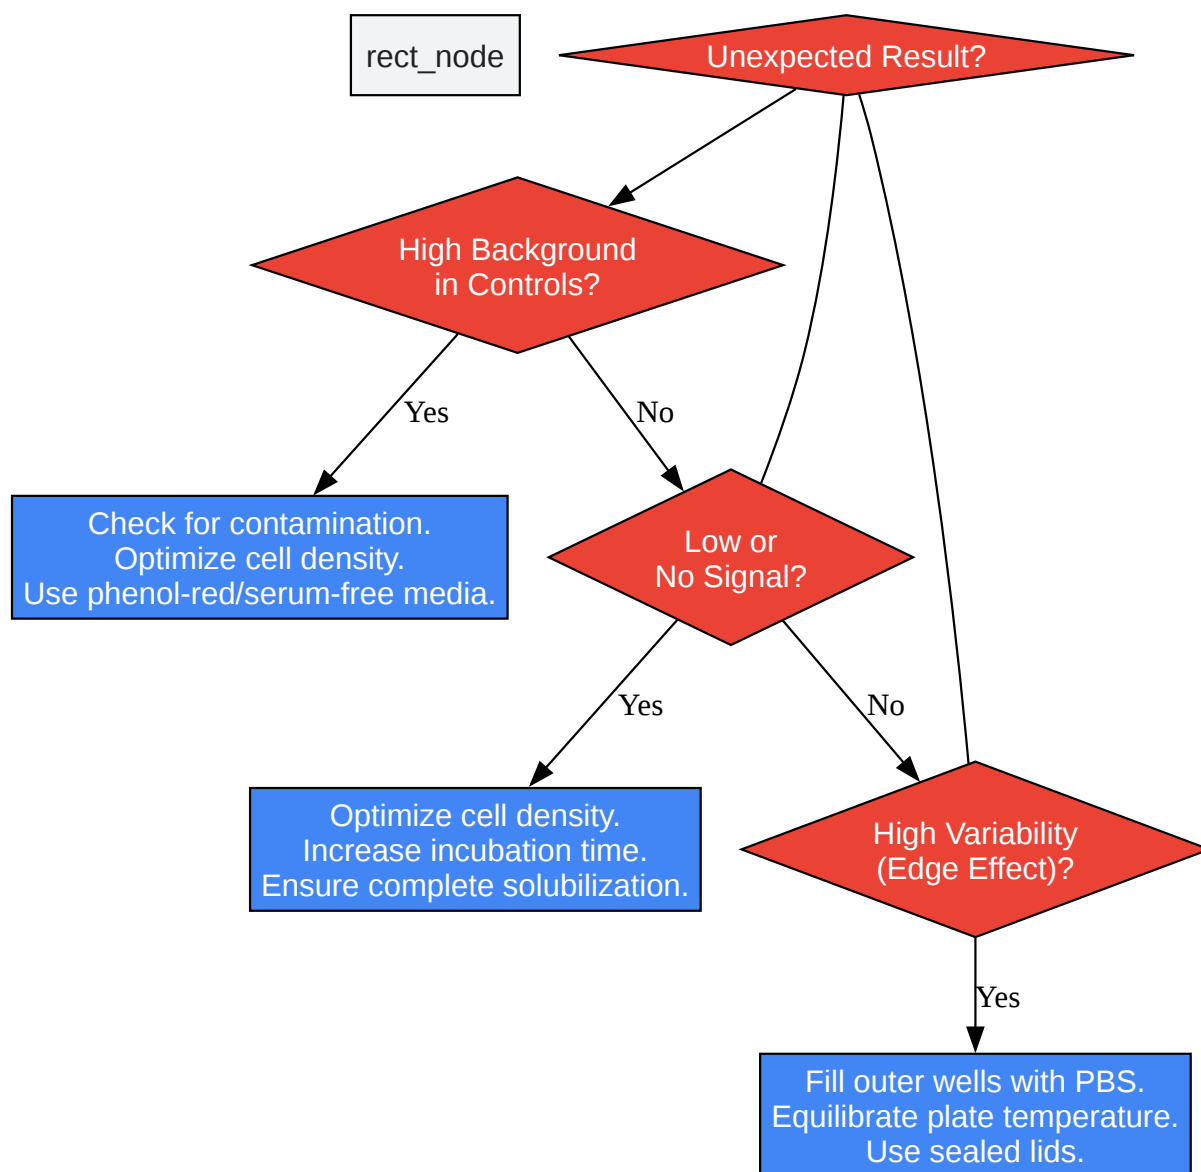 rect_node
Unexpected Result?
High Background
in Controls?
Yes
No
Check for contamination.
Optimize cell density.
Use phenol-red/serum-free media.
Low or
No Signal?
Yes
No
Optimize cell density.
Increase incubation time.
Ensure complete solubilization.
High Variability
(Edge Effect)?
Yes
Fill outer wells with PBS.
Equilibrate plate temperature.
Use sealed lids.